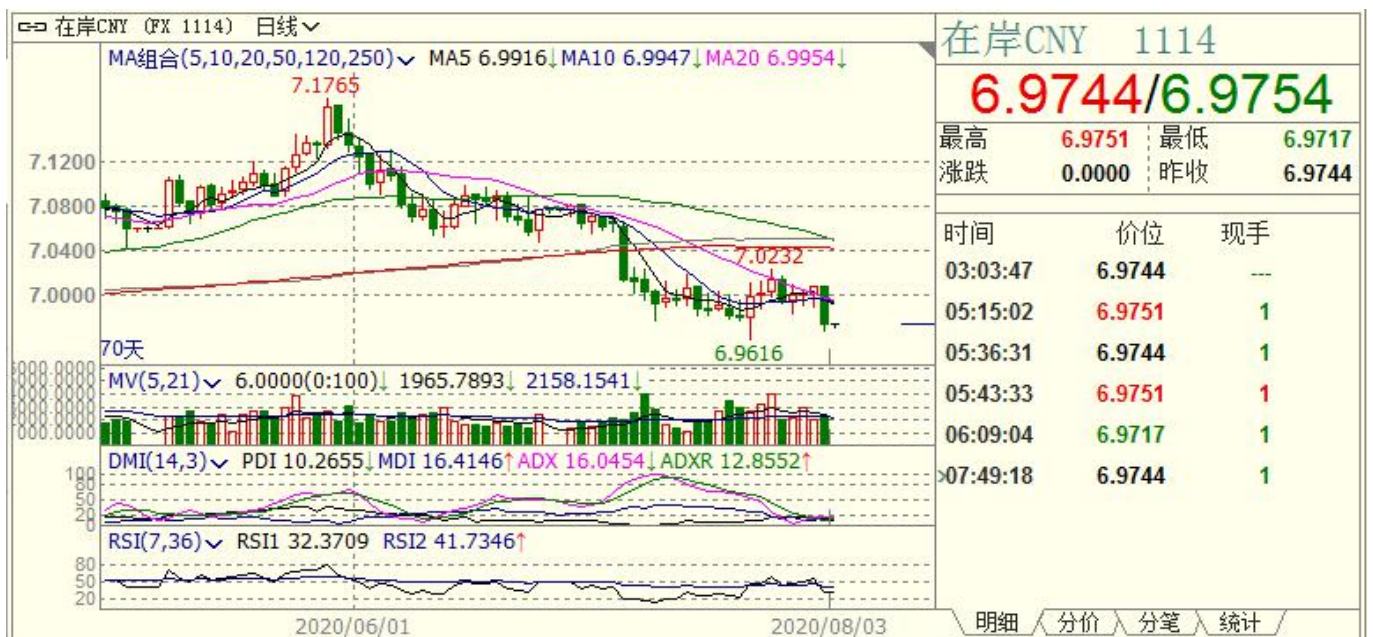 在岸CNY (FX 1114) 日线
MA组合(5,10,20,50,120,250) MA5 6.9916↓MA10 6.9947↓MA20 6.9954↓
7.1765
7.1200
7.0800
7.0400
7.0232
7.0000
70天
6.9616
MV(5,21) 6.0000(0:100)↓ 1965.7893↓ 2158.1541↓
DMI(14,3) PDI 10.2655↓MDI 16.4146↑ADX 16.0454↓ADXR 12.8552↑
100
80
50
20
0
RSI(7,36) RSI1 32.3709 RSI2 41.7346↑
80
50
20
2020/06/01 2020/08/03
在岸CNY 1114
6.9744/6.9754
最高 6.9751 最低 6.9717
涨跌 0.0000 昨收 6.9744
时间 价位 现手
03:03:47 6.9744 ---
05:15:02 6.9751 1
05:36:31 6.9744 1
05:43:33 6.9751 1
06:09:04 6.9717 1
07:49:18 6.9744 1
明细 分价 分笔 统计